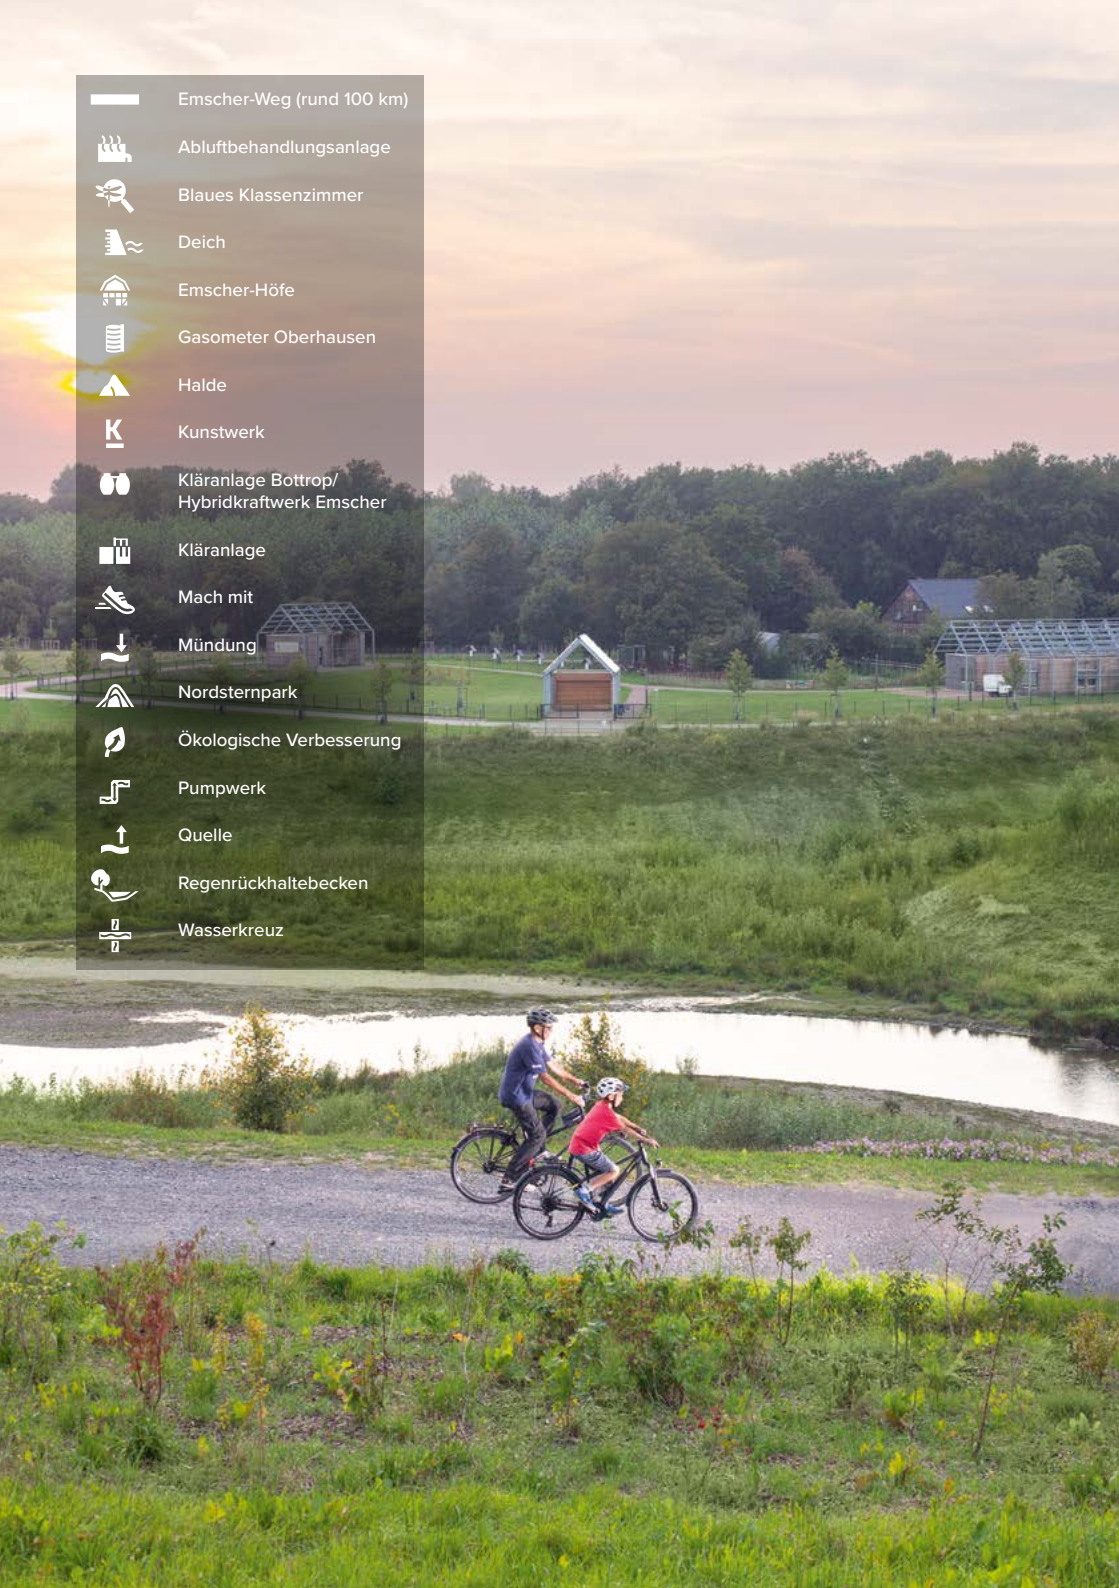 Emscher-Weg (rund 100 km)
Abluftbehandlungsanlage
Blaues Klassenzimmer
Deich
Emscher-Höfe
Gasometer Oberhausen
Halde
K
Kunstwerk
Kläranlage Bottrop/
Hybridkraftwerk Emscher
Kläranlage
Mach mit
Mündung
Nordsternpark
Ökologische Verbesserung
Pumpwerk
Quelle
Regenrückhaltebecken
Wasserkreuz